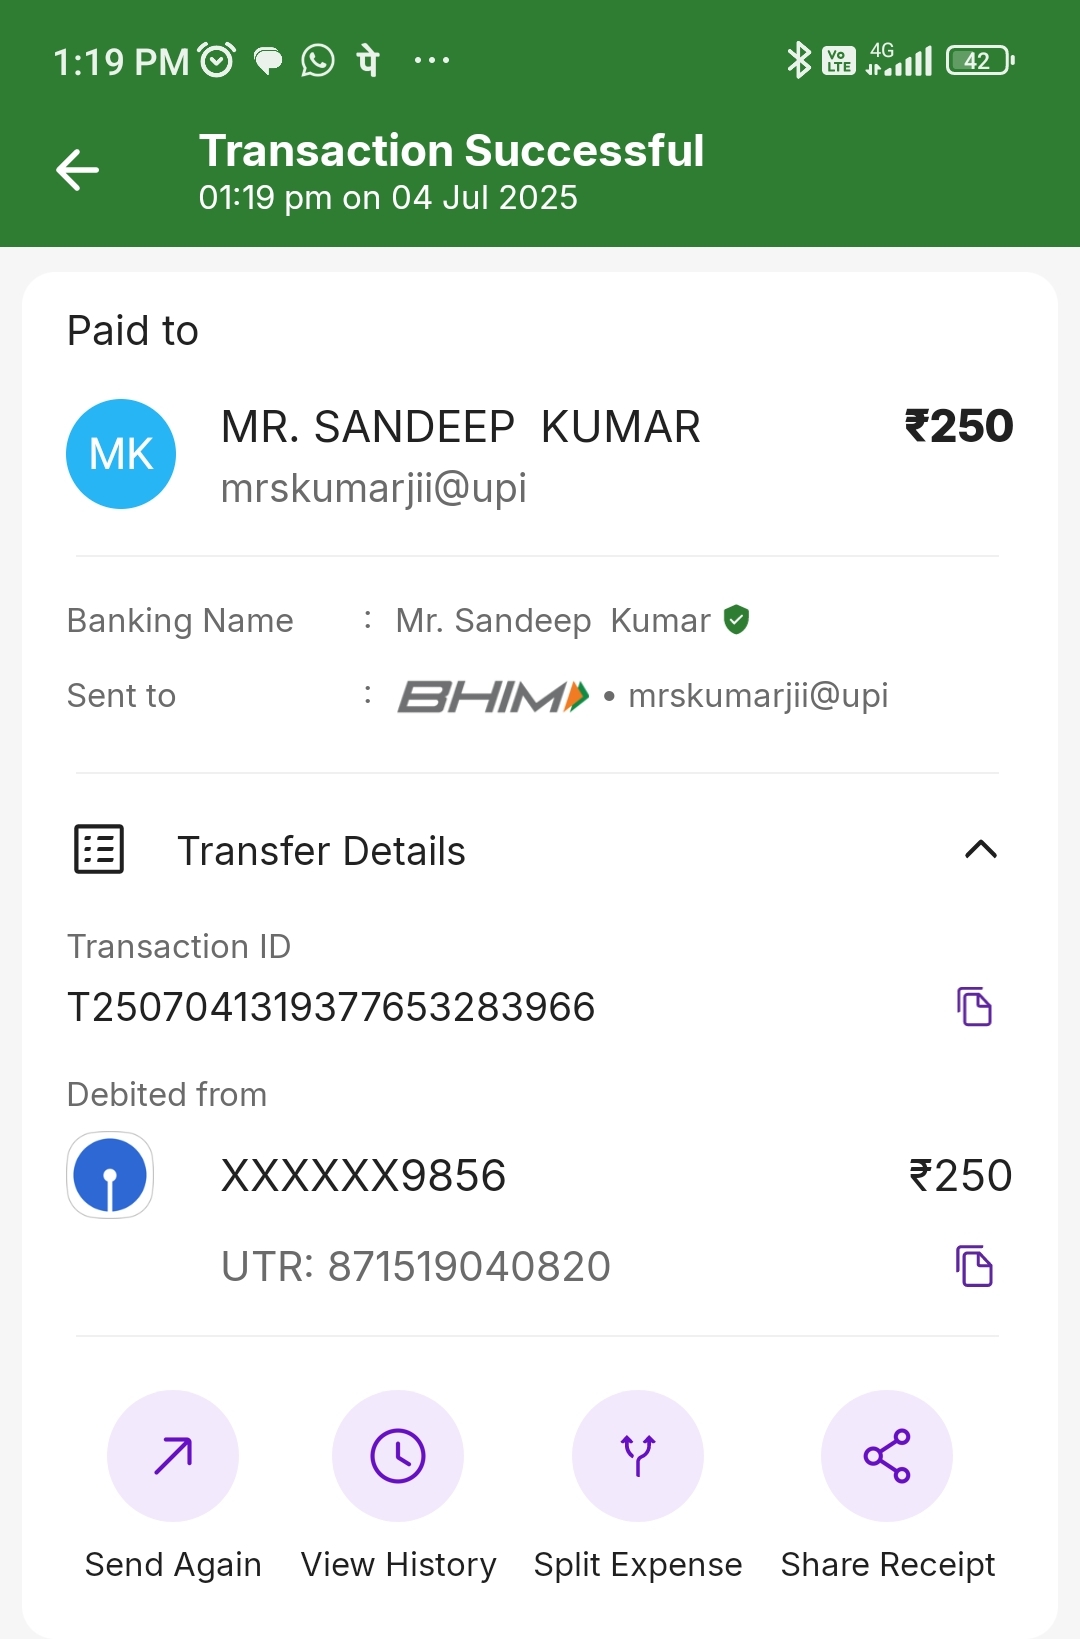 1:19 PM पे ... Vo LTE 4G 42
Transaction Successful
01:19 pm on 04 Jul 2025
Paid to
MK MR. SANDEEP KUMAR ₹250
mrskumarjii@upi
Banking Name : Mr. Sandeep Kumar
Sent to : BHIM • mrskumarjii@upi
Transfer Details
Transaction ID
T2507041319377653283966
Debited from
XXXXXX9856 ₹250
UTR: 871519040820
Send Again View History Split Expense Share Receipt